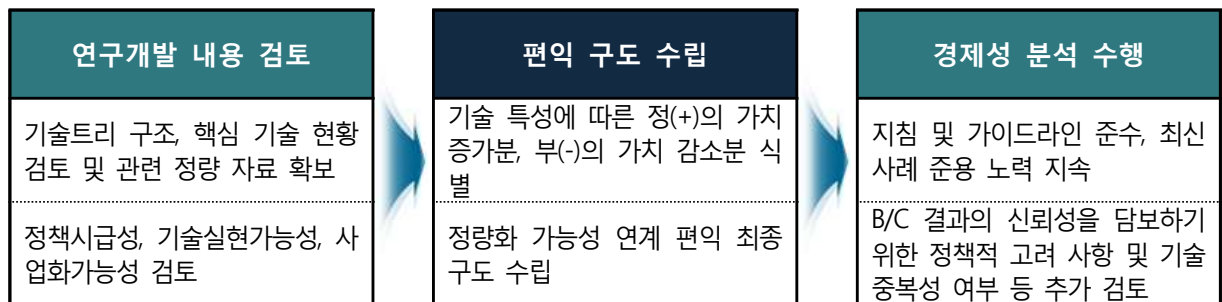 연구개발 내용 검토
기술트리 구조, 핵심 기술 현황
검토 및 관련 정량 자료 확보
정책시급성, 기술실현가능성, 사
업화가능성 검토
편익 구도 수립
기술 특성에 따른 정(+)의 가치
증가분, 부(-)의 가치 감소분 식
별
정량화 가능성 연계 편익 최종
구도 수립
경제성 분석 수행
지침 및 가이드라인 준수, 최신
사례 준용 노력 지속
B/C 결과의 신뢰성을 담보하기
위한 정책적 고려 사항 및 기술
중복성 여부 등 추가 검토